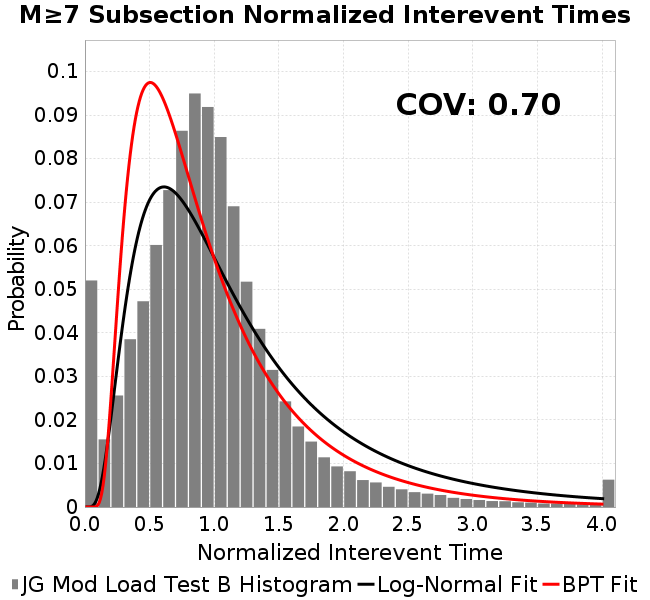 M≥7 Subsection Normalized Interevent Times
COV: 0.70
Probability
0.1
0.09
0.08
0.07
0.06
0.05
0.04
0.03
0.02
0.01
0
0.0 0.5 1.0 1.5 2.0 2.5 3.0 3.5 4.0
Normalized Interevent Time
JG Mod Load Test B Histogram Log-Normal Fit BPT Fit